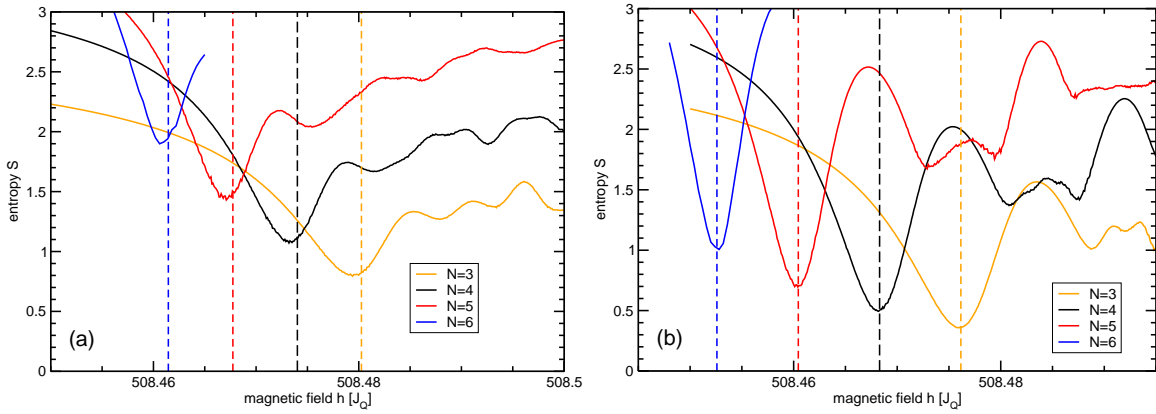 3
2.5
2
1.5
1
0.5
0
entropy S
N=3
N=4
N=5
N=6
(a)
508.46 508.48 508.5
magnetic field h [J_Q]
3
2.5
2
1.5
1
0.5
0
entropy S
N=3
N=4
N=5
N=6
(b)
508.46 508.48
magnetic field h [J_Q]